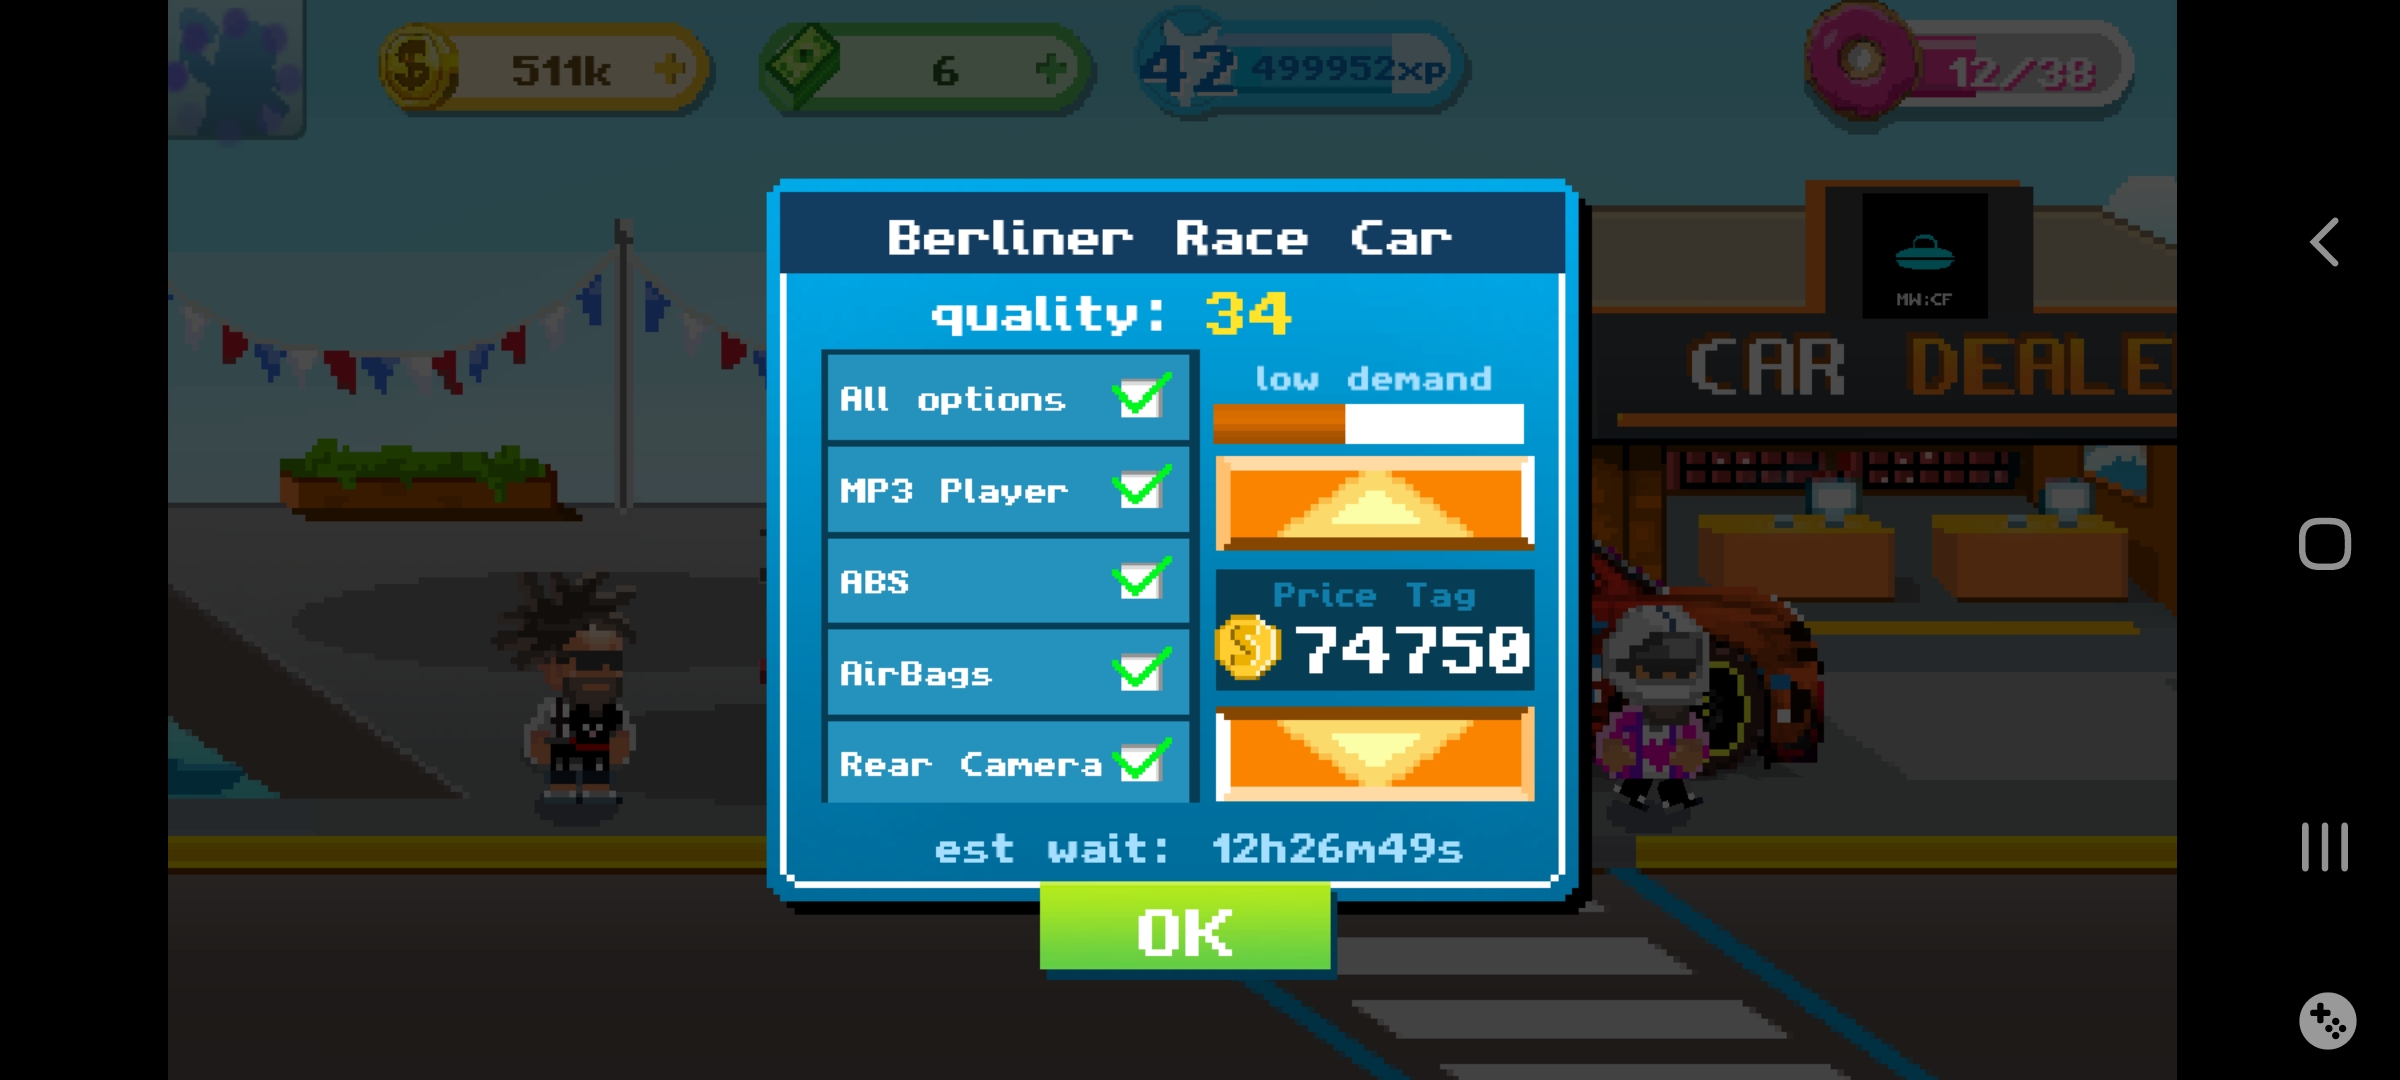 511k
6
42 499952xp
12/38
Berliner Race Car
quality: 34
All options
MP3 Player
ABS
AirBags
Rear Camera
low demand
Price Tag
74750
est wait: 12h26m49s
OK
MW:CF
CAR DEALE